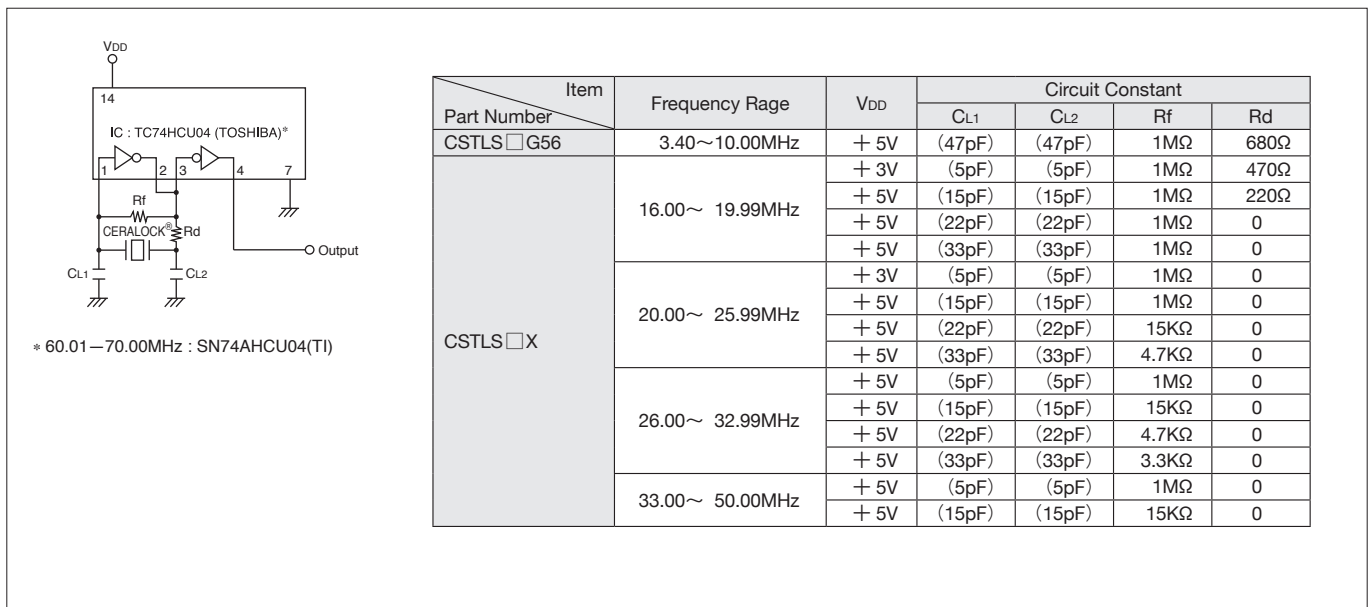 VDD
14
IC : TC74HCU04 (TOSHIBA)*
1 2 3 4 7
Rf
CERALOCK® Rd
Output
CL1 CL2
* 60.01—70.00MHz : SN74AHCU04(TI)
Item Part Number Frequency Rage VDD Circuit Constant
CL1 CL2 Rf Rd
CSTLS□G56 3.40～10.00MHz ＋5V (47pF) (47pF) 1MΩ 680Ω
CSTLS□X 16.00～ 19.99MHz ＋3V (5pF) (5pF) 1MΩ 470Ω
＋5V (15pF) (15pF) 1MΩ 220Ω
＋5V (22pF) (22pF) 1MΩ 0
＋5V (33pF) (33pF) 1MΩ 0
20.00～ 25.99MHz ＋3V (5pF) (5pF) 1MΩ 0
＋5V (15pF) (15pF) 1MΩ 0
＋5V (22pF) (22pF) 15KΩ 0
＋5V (33pF) (33pF) 4.7KΩ 0
26.00～ 32.99MHz ＋5V (5pF) (5pF) 1MΩ 0
＋5V (15pF) (15pF) 15KΩ 0
＋5V (22pF) (22pF) 4.7KΩ 0
＋5V (33pF) (33pF) 3.3KΩ 0
33.00～ 50.00MHz ＋5V (5pF) (5pF) 1MΩ 0
＋5V (15pF) (15pF) 15KΩ 0